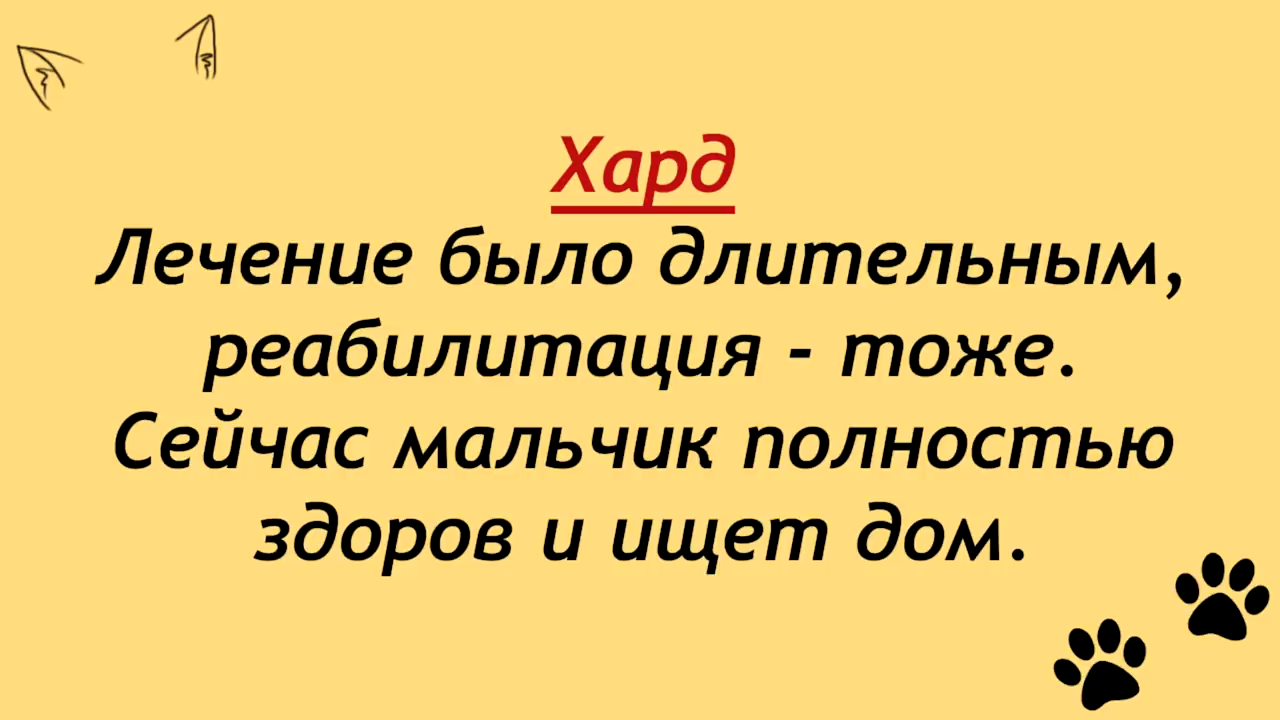 Хард
Лечение было длительным,
реабилитация - тоже.
Сейчас мальчик полностью
здоров и ищет дом.